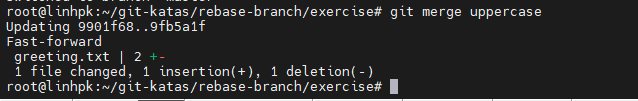 root@linhpk:~/git-katas/rebase-branch/exercise# git merge uppercase
Updating 9901f68..9fb5a1f
Fast-forward
 greeting.txt | 2 +-
 1 file changed, 1 insertion(+), 1 deletion(-)
root@linhpk:~/git-katas/rebase-branch/exercise#